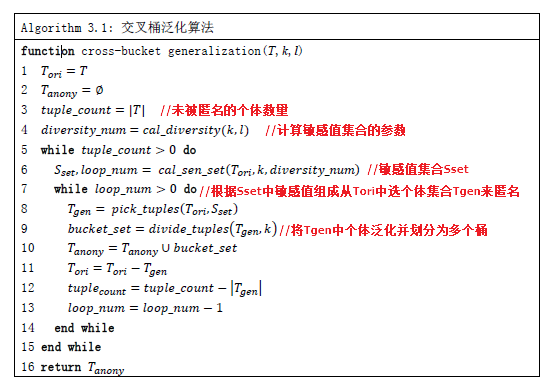 Algorithm 3.1: 交叉桶泛化算法
function cross-bucket generalization(T, k, l)
1 T_ori = T
2 T_anony = ∅
3 tuple_count = |T| //未被匿名的个体数量
4 diversity_num = cal_diversity(k, l) //计算敏感值集合的参数
5 while tuple_count > 0 do
6 S_set, loop_num = cal_sen_set(T_ori, k, diversity_num) //敏感值集合Sset
7 while loop_num > 0 do //根据Sset中敏感值组成从Tori中选个体集合Tgen来匿名
8 T_gen = pick_tuples(T_ori, S_set)
9 bucket_set = divide_tuples(T_gen, k) //将Tgen中个体泛化并划分为多个桶
10 T_anony = T_anony ∪ bucket_set
11 T_ori = T_ori − T_gen
12 tuple_count = tuple_count − |T_gen|
13 loop_num = loop_num − 1
14 end while
15 end while
16 return T_anony